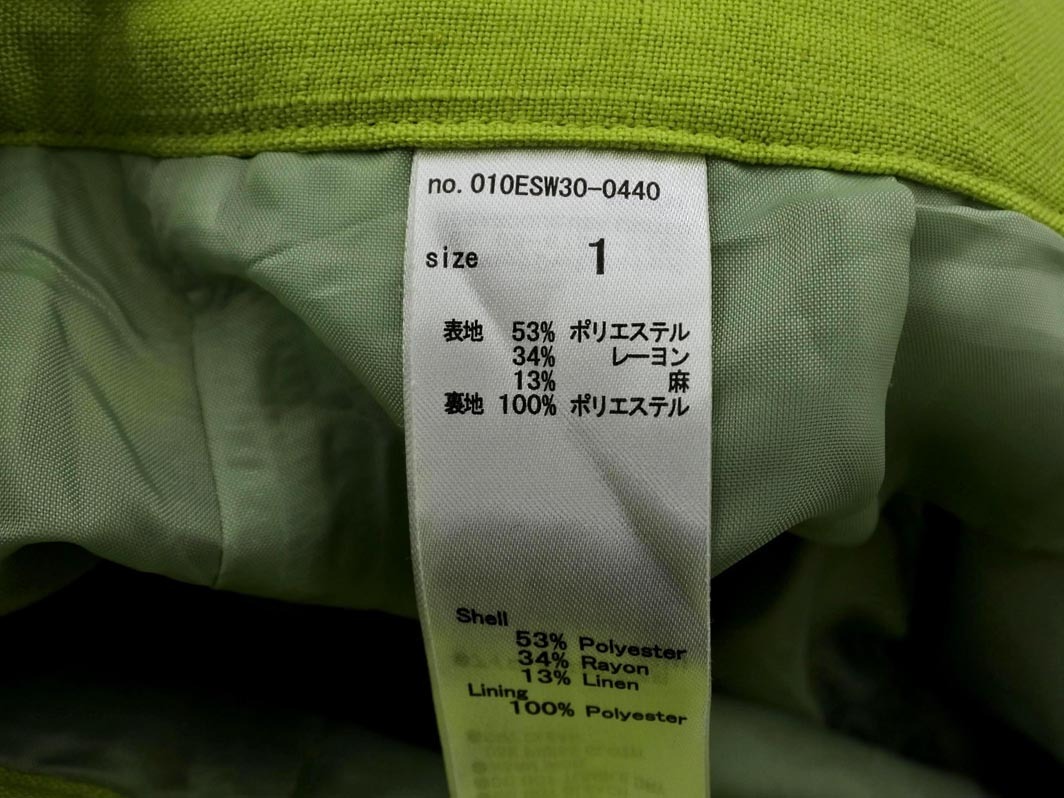 no. 010ESW30-0440
size 1
表地 53% ポリエステル
34% レーヨン
13% 麻
裏地 100% ポリエステル
Shell
53% Polyester
34% Rayon
13% Linen
Lining
100% Polyester